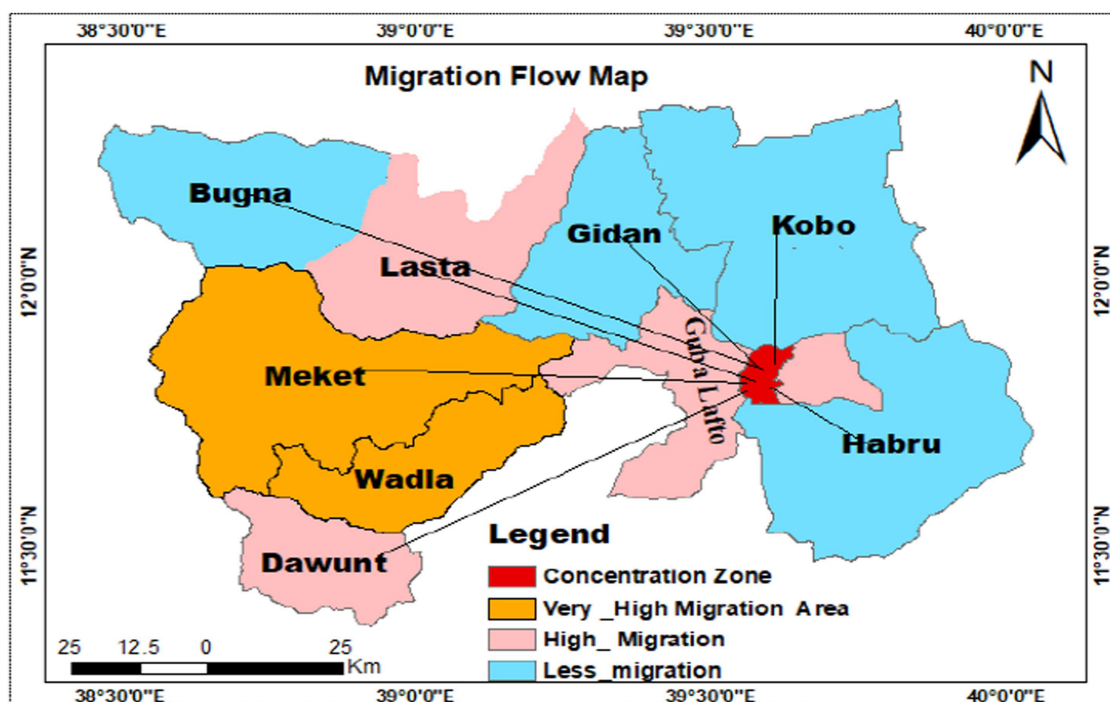 38°30'0"E 39°0'0"E 39°30'0"E 40°0'0"E
Migration Flow Map
N
Bugna
Kobo
Gidan
Lasta
12°0'0"N
12°0'0"N
Guba Lafto
Meket
Habru
Wadla
Legend
11°30'0"N
11°30'0"N
Dawunt
Concentration Zone
Very _High Migration Area
High_ Migration
Less_migration
25 12.5 0 25
Km
38°30'0"E 39°0'0"E 39°30'0"E 40°0'0"E